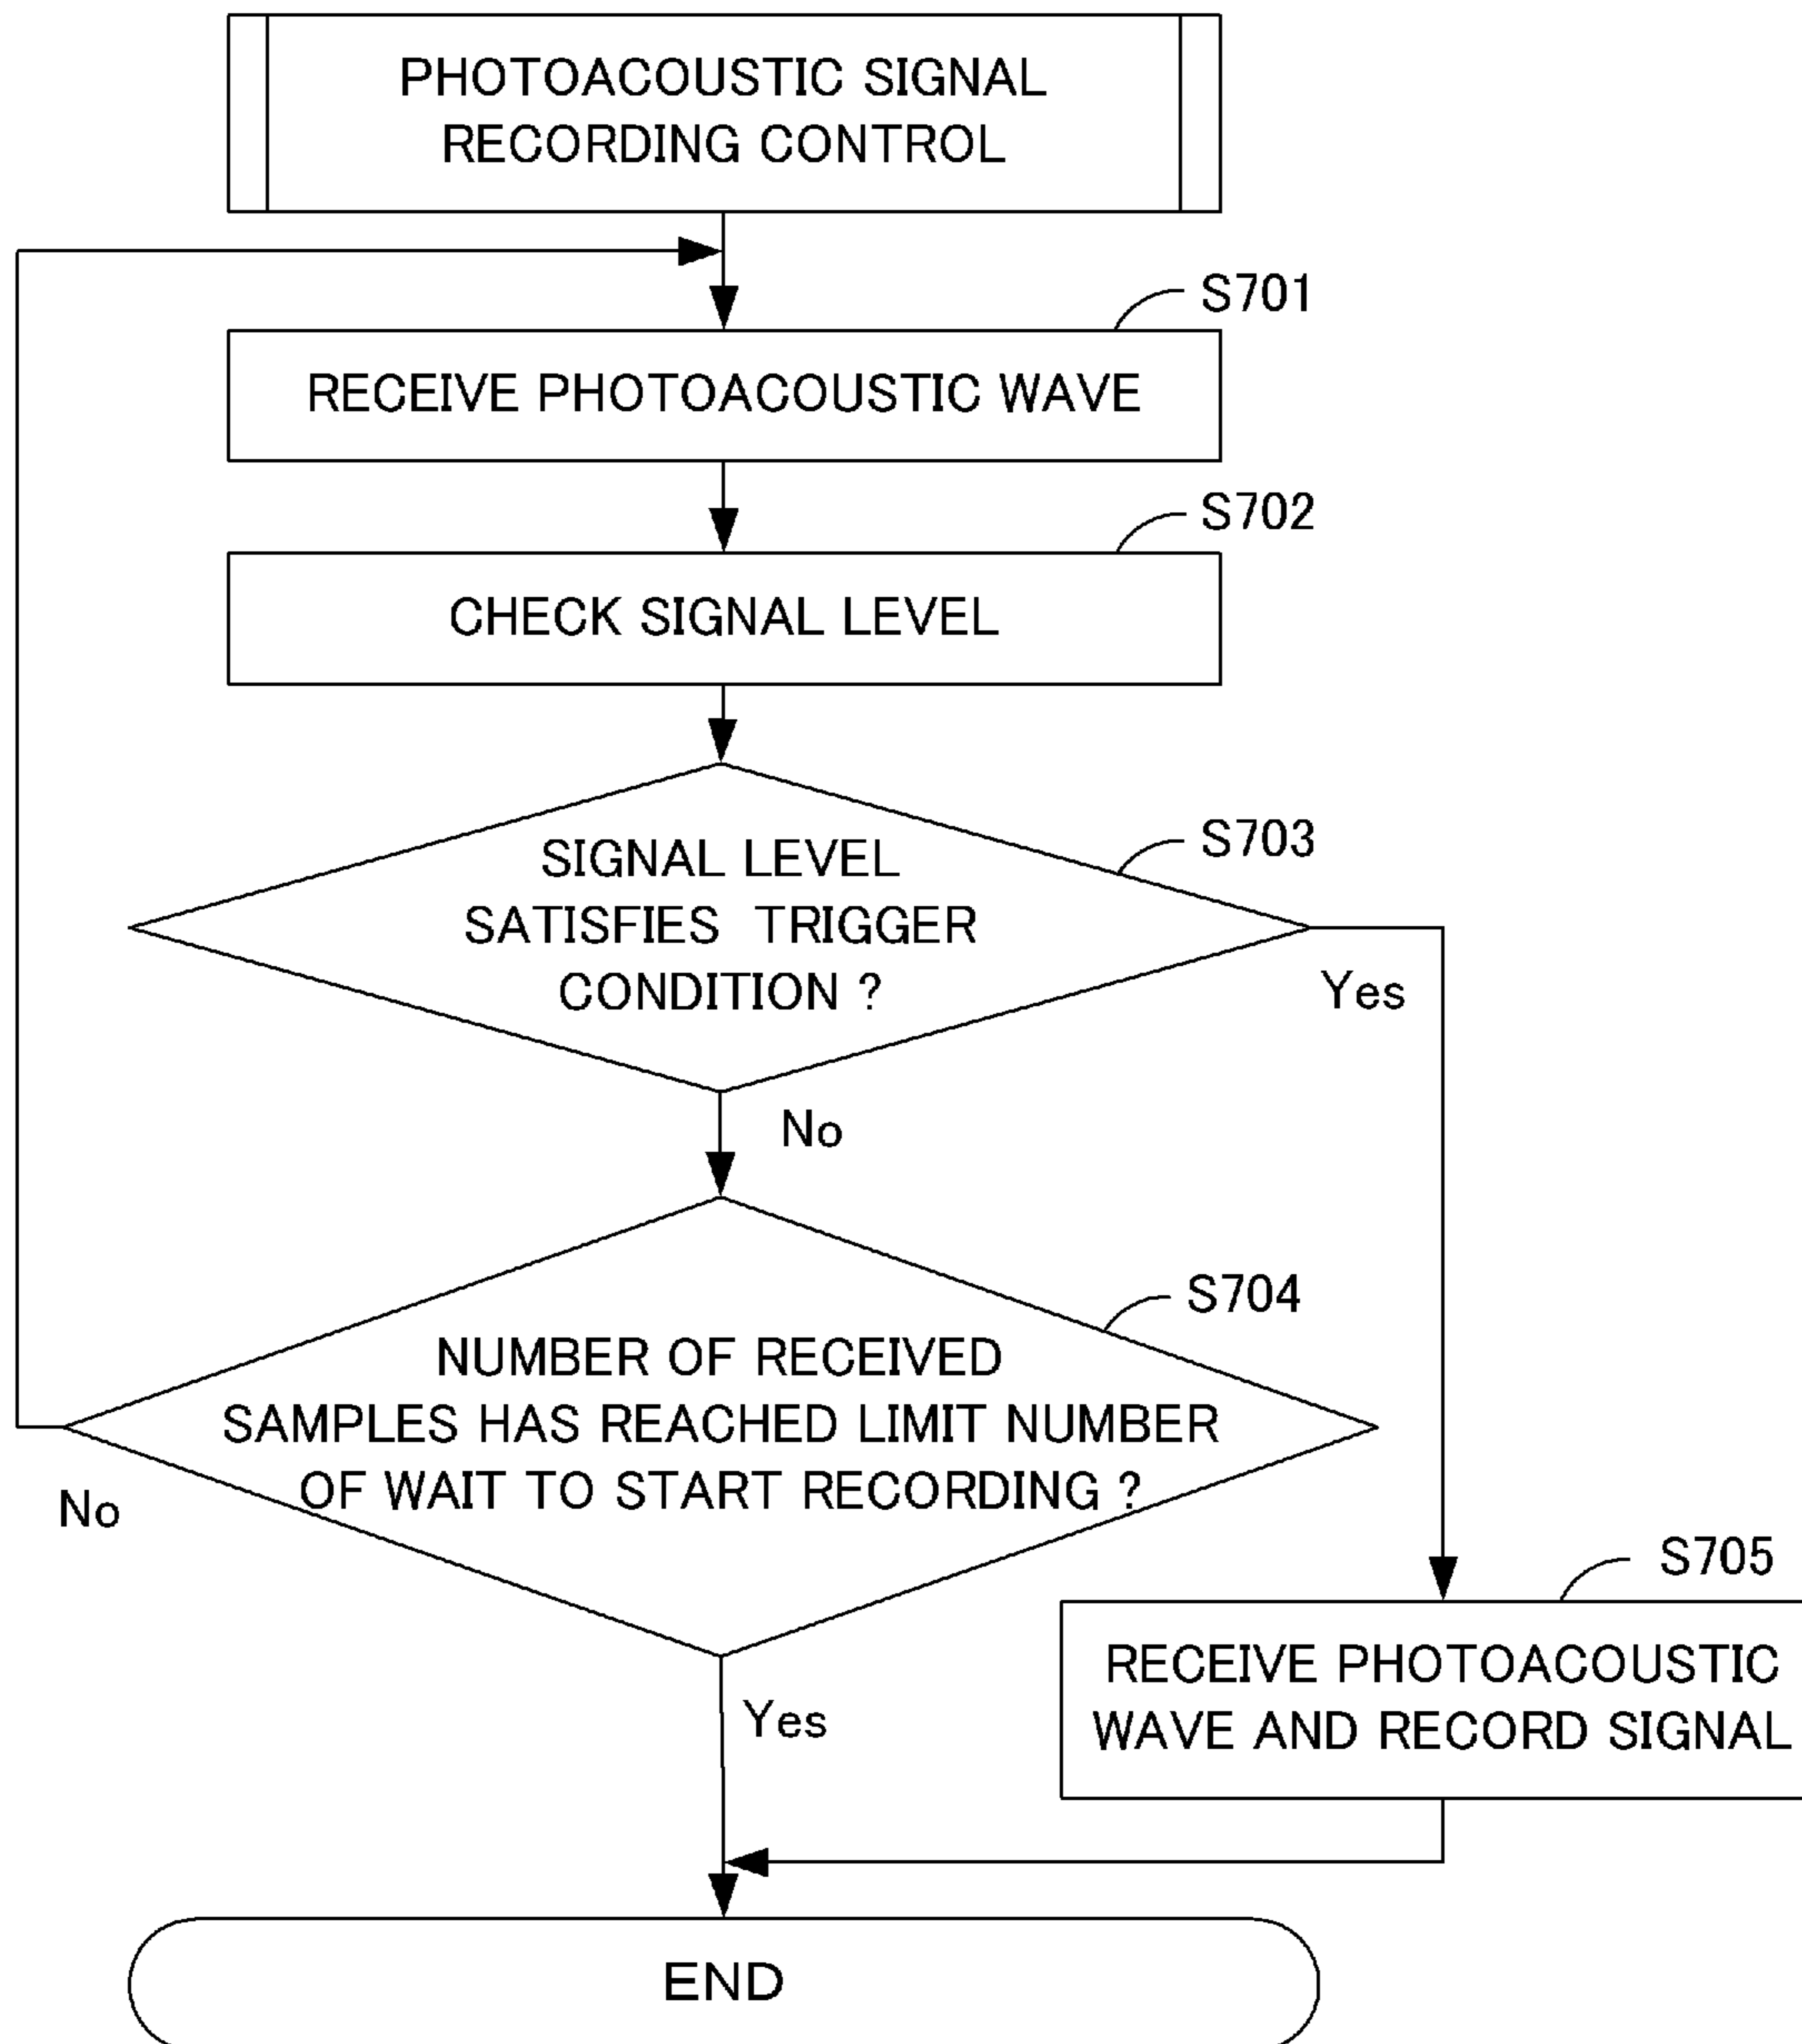 PHOTOACOUSTIC SIGNAL
RECORDING CONTROL
S701
RECEIVE PHOTOACOUSTIC WAVE
S702
CHECK SIGNAL LEVEL
S703
SIGNAL LEVEL
SATISFIES TRIGGER
CONDITION ?
Yes
No
S704
NUMBER OF RECEIVED
SAMPLES HAS REACHED LIMIT NUMBER
OF WAIT TO START RECORDING ?
No
Yes
S705
RECEIVE PHOTOACOUSTIC
WAVE AND RECORD SIGNAL
END